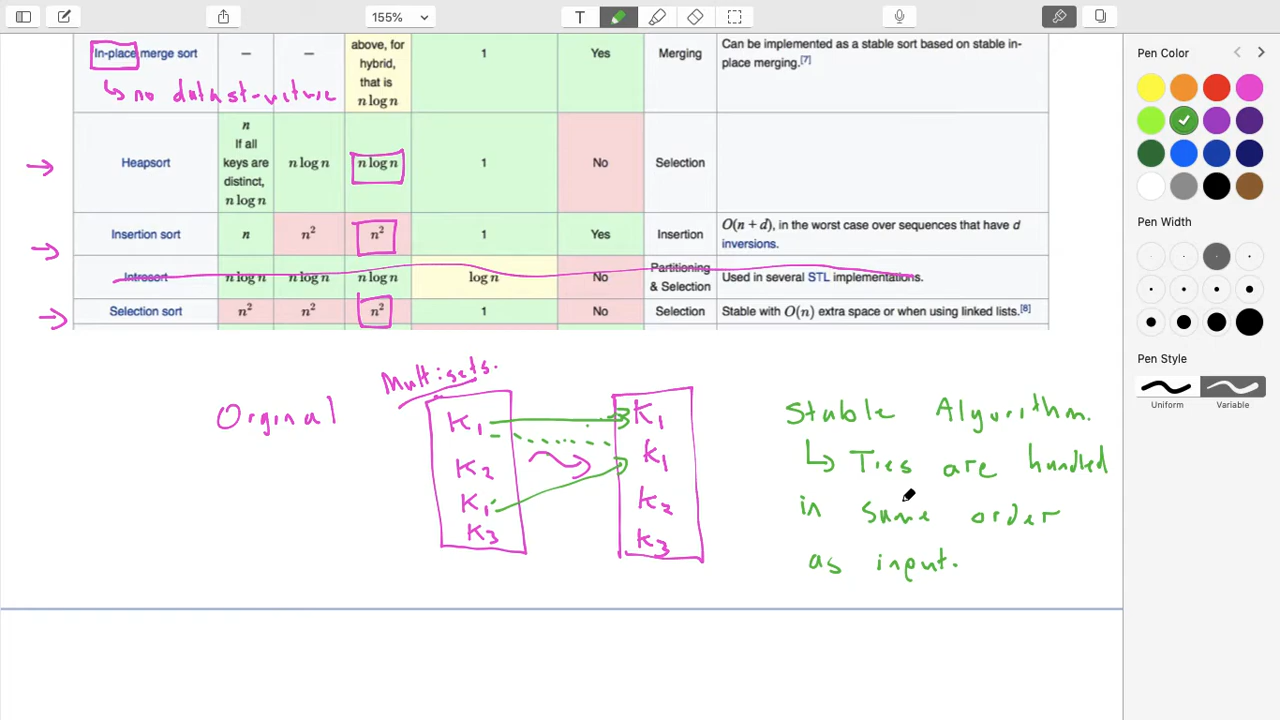 155%
T
Pen Color
In-place merge sort — — above, for hybrid, that is n log n 1 Yes Merging Can be implemented as a stable sort based on stable in-place merging.[7]
↳ no datastructure
→ Heapsort n If all keys are distinct, n log n n log n n log n 1 No Selection
→ Insertion sort n n² n² 1 Yes Insertion O(n + d), in the worst case over sequences that have d inversions.
Introsort n log n n log n n log n log n No Partitioning & Selection Used in several STL implementations.
→ Selection sort n² n² n² 1 No Selection Stable with O(n) extra space or when using linked lists.[8]
Pen Width
Pen Style
Uniform Variable
Multisets.
Orginal
K1
K2
K1
K3
K1
K1
K2
K3
Stable Algorithm.
↳ Ties are hundled
in same order
as input.